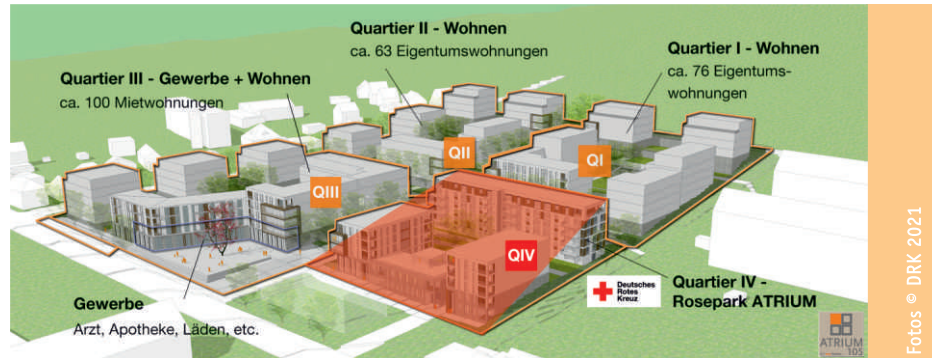 Quartier II - Wohnen
ca. 63 Eigentumswohnungen
Quartier I - Wohnen
ca. 76 Eigentums-
wohnungen
Quartier III - Gewerbe + Wohnen
ca. 100 Mietwohnungen
QII
QI
QIII
QIV
Gewerbe
Arzt, Apotheke, Läden, etc.
Deutsches
Rotes
Kreuz
Quartier IV -
Rosepark ATRIUM
ATRIUM
105
Fotos © DRK 2021